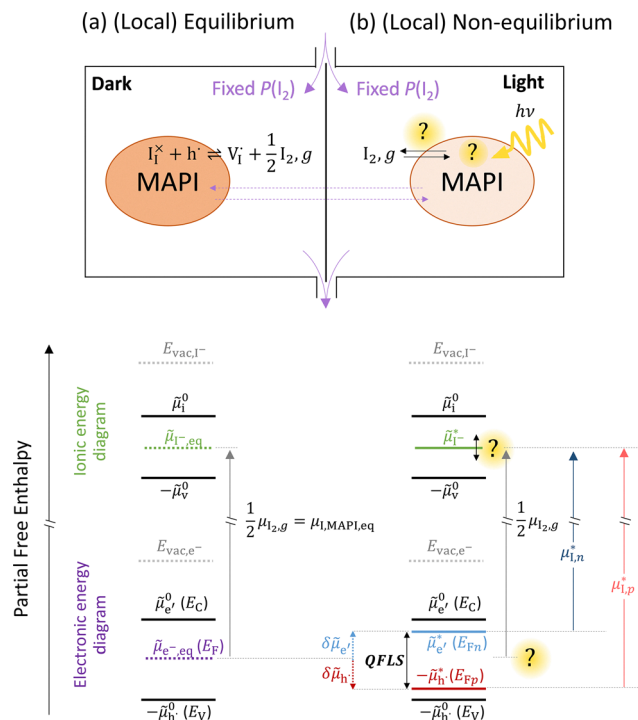 (a) (Local) Equilibrium
(b) (Local) Non-equilibrium
Dark
Fixed P(I₂)
Fixed P(I₂)
Light
hν
?
I_I^× + h^· ⇌ V_I^· + 1/2 I₂, g
MAPI
I₂, g
?
MAPI
Partial Free Enthalpy
Ionic energy diagram
E_vac,I⁻
μ̃_i^0
μ̃_I⁻,eq
−μ̃_v^0
E_vac,I⁻
μ̃_i^0
μ̃_I⁻^*
?
−μ̃_v^0
1/2 μ_I₂,g = μ_I,MAPI,eq
1/2 μ_I₂,g
μ_I,n^*
μ_I,p^*
Electronic energy diagram
E_vac,e⁻
μ̃_e′^0 (E_C)
μ̃_e⁻,eq (E_F)
−μ̃_h·^0 (E_V)
δμ̃_e′
δμ̃_h·
E_vac,e⁻
μ̃_e′^0 (E_C)
QFLS
μ̃_e′^* (E_Fn)
−μ̃_h·^* (E_Fp)
−μ̃_h·^0 (E_V)
?